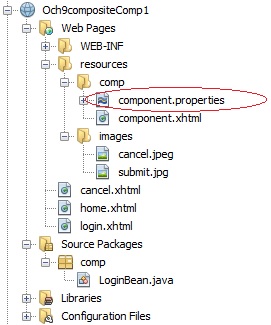 Och9compositeComp1
Web Pages
WEB-INF
resources
comp
component.properties
component.xhtml
images
cancel.jpeg
submit.jpg
cancel.xhtml
home.xhtml
login.xhtml
Source Packages
comp
LoginBean.java
Libraries
Configuration Files